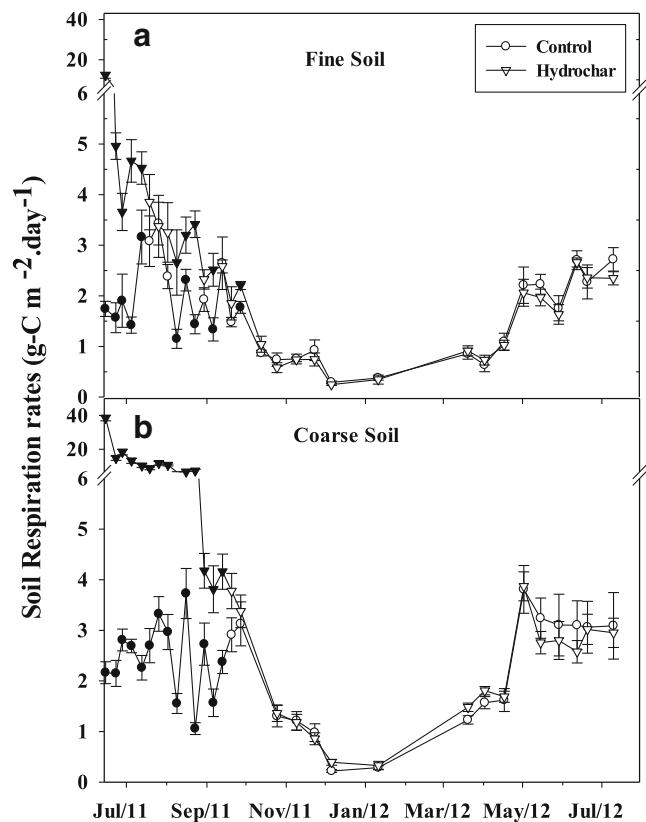 a
Fine Soil
Control
Hydrochar
40
20
6
5
4
3
2
1
0
Soil Respiration rates (g-C m⁻².day⁻¹)
b
Coarse Soil
40
20
6
5
4
3
2
1
0
Jul/11 Sep/11 Nov/11 Jan/12 Mar/12 May/12 Jul/12